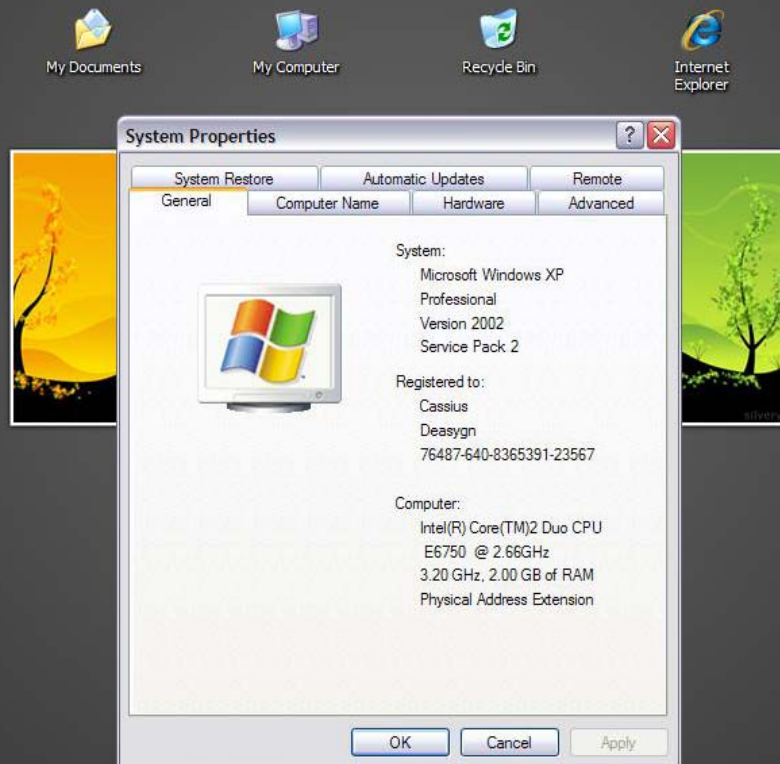 My Documents
My Computer
Recycle Bin
Internet
Explorer
System Properties
System Restore
Automatic Updates
Remote
General
Computer Name
Hardware
Advanced
System:
Microsoft Windows XP
Professional
Version 2002
Service Pack 2
Registered to:
Cassius
Deasygn
76487-640-8365391-23567
Computer:
Intel(R) Core(TM)2 Duo CPU
E6750 @ 2.66GHz
3.20 GHz, 2.00 GB of RAM
Physical Address Extension
OK
Cancel
Apply